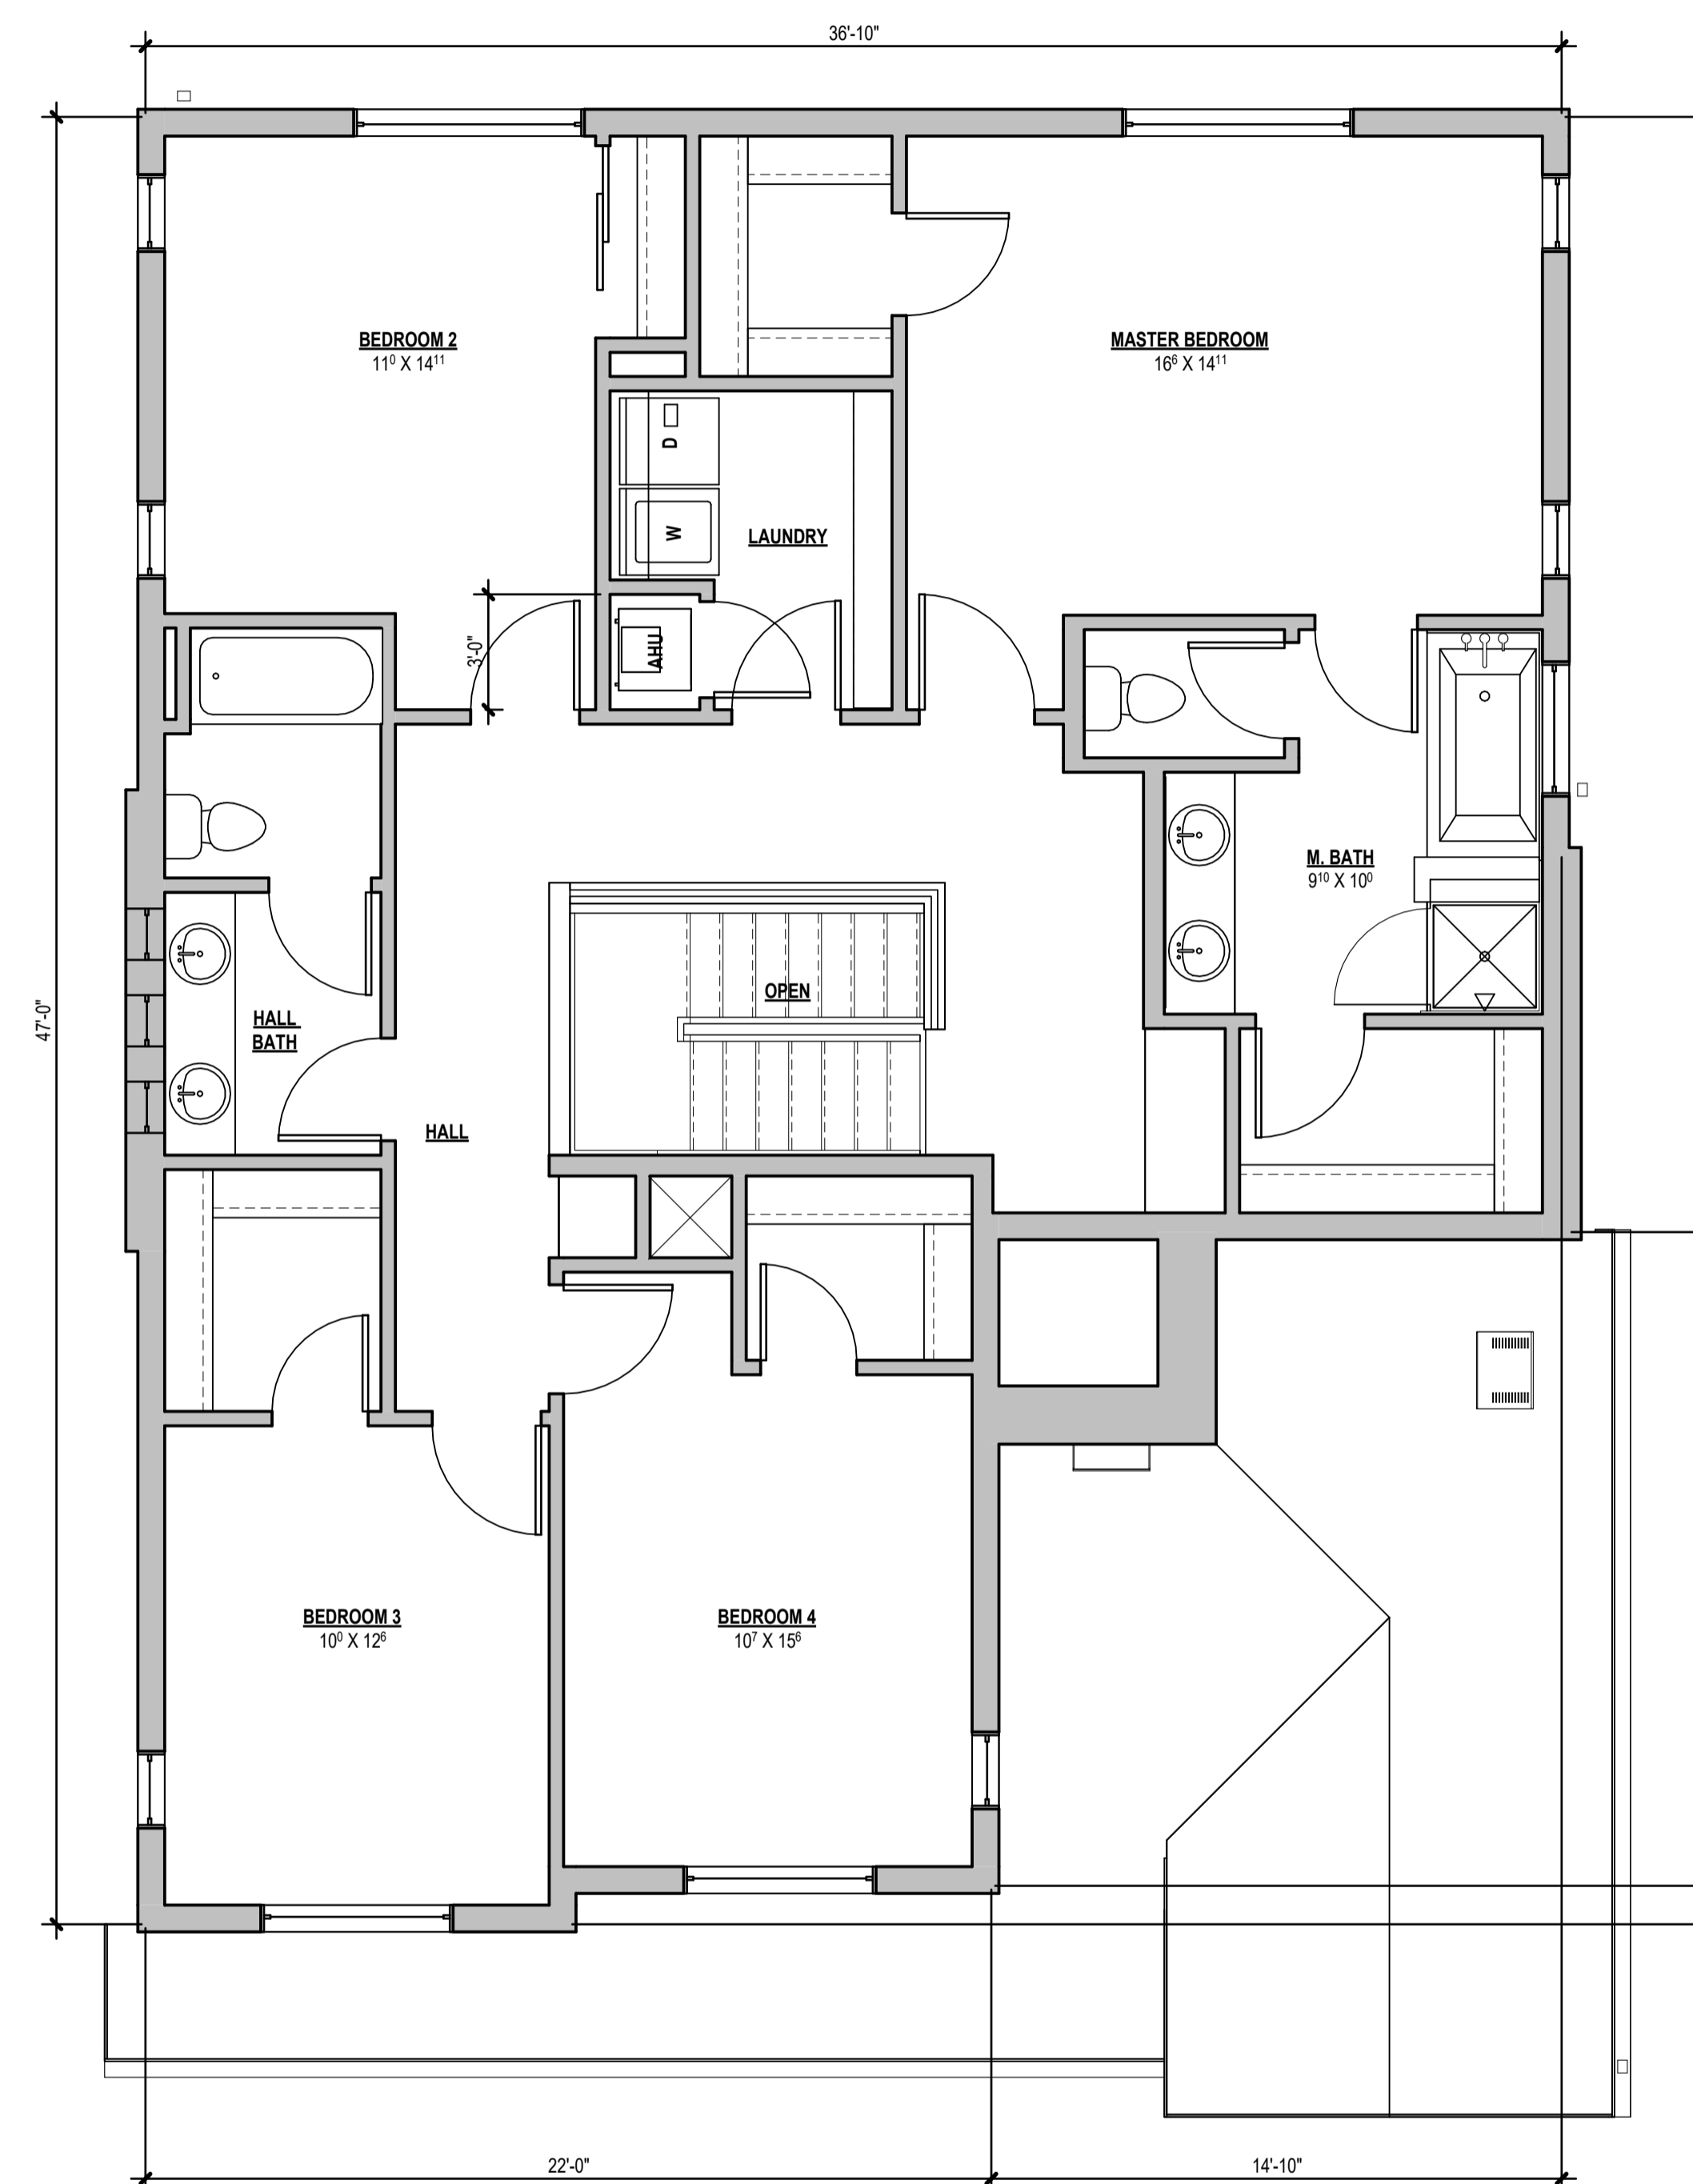 36'-10"
BEDROOM 2
11⁰ X 14¹¹
MASTER BEDROOM
16⁶ X 14¹¹
D
W
LAUNDRY
3'-0"
AHU
M. BATH
9¹⁰ X 10⁰
OPEN
HALL
BATH
47'-0"
HALL
BEDROOM 3
10⁰ X 12⁶
BEDROOM 4
10⁷ X 15⁶
22'-0"
14'-10"